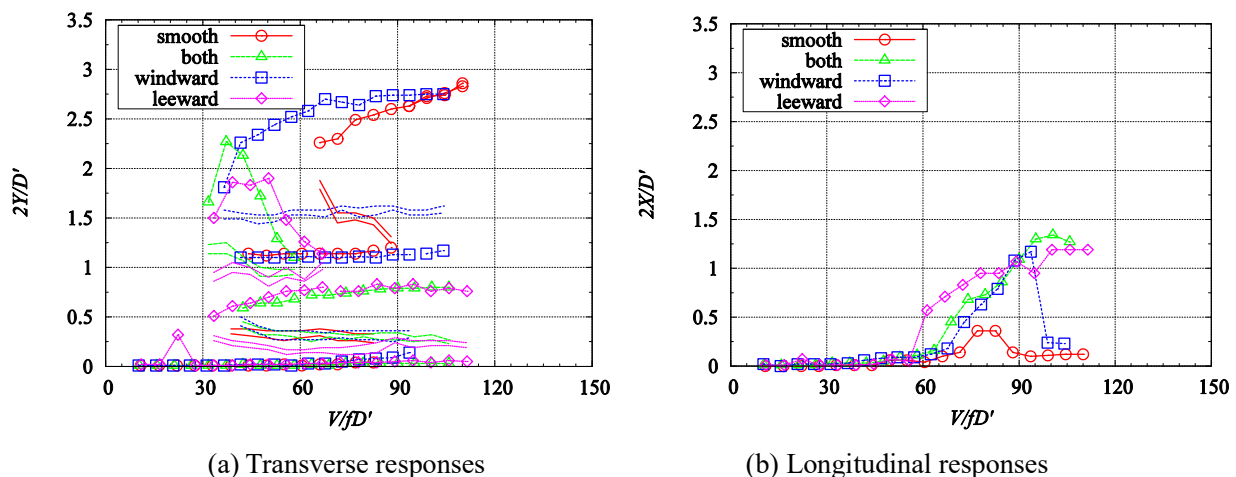 smooth
both
windward
leeward
3.5
3
2.5
2
1.5
1
0.5
0
2Y/D'
0 30 60 90 120 150
V/fD'
(a) Transverse responses
smooth
both
windward
leeward
3.5
3
2.5
2
1.5
1
0.5
0
2X/D'
0 30 60 90 120 150
V/fD'
(b) Longitudinal responses